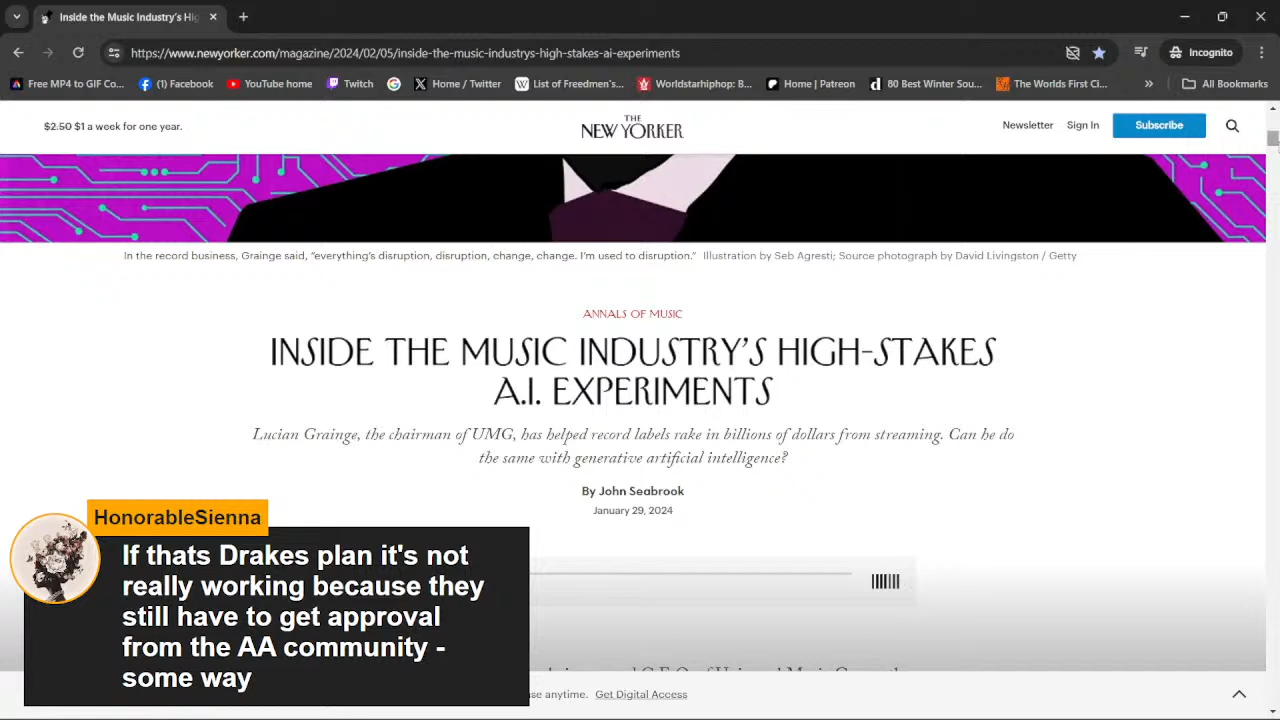 Inside the Music Industry's Hig
https://www.newyorker.com/magazine/2024/02/05/inside-the-music-industrys-high-stakes-ai-experiments
Incognito
Free MP4 to GIF Co...
(1) Facebook
YouTube home
Twitch
Home / Twitter
List of Freedmen's...
Worldstarhiphop: B...
Home | Patreon
80 Best Winter Sou...
The Worlds First Cl...
All Bookmarks
$2.50 $1 a week for one year.
THE
NEW YORKER
Newsletter
Sign In
Subscribe
In the record business, Grainge said, “everything's disruption, disruption, change, change. I'm used to disruption.” Illustration by Seb Agresti; Source photograph by David Livingston / Getty
ANNALS OF MUSIC
INSIDE THE MUSIC INDUSTRY'S HIGH-STAKES
A.I. EXPERIMENTS
Lucian Grainge, the chairman of UMG, has helped record labels rake in billions of dollars from streaming. Can he do
the same with generative artificial intelligence?
By John Seabrook
January 29, 2024
HonorableSienna
If thats Drakes plan it's not
really working because they
still have to get approval
from the AA community -
some way
anytime. Get Digital Access